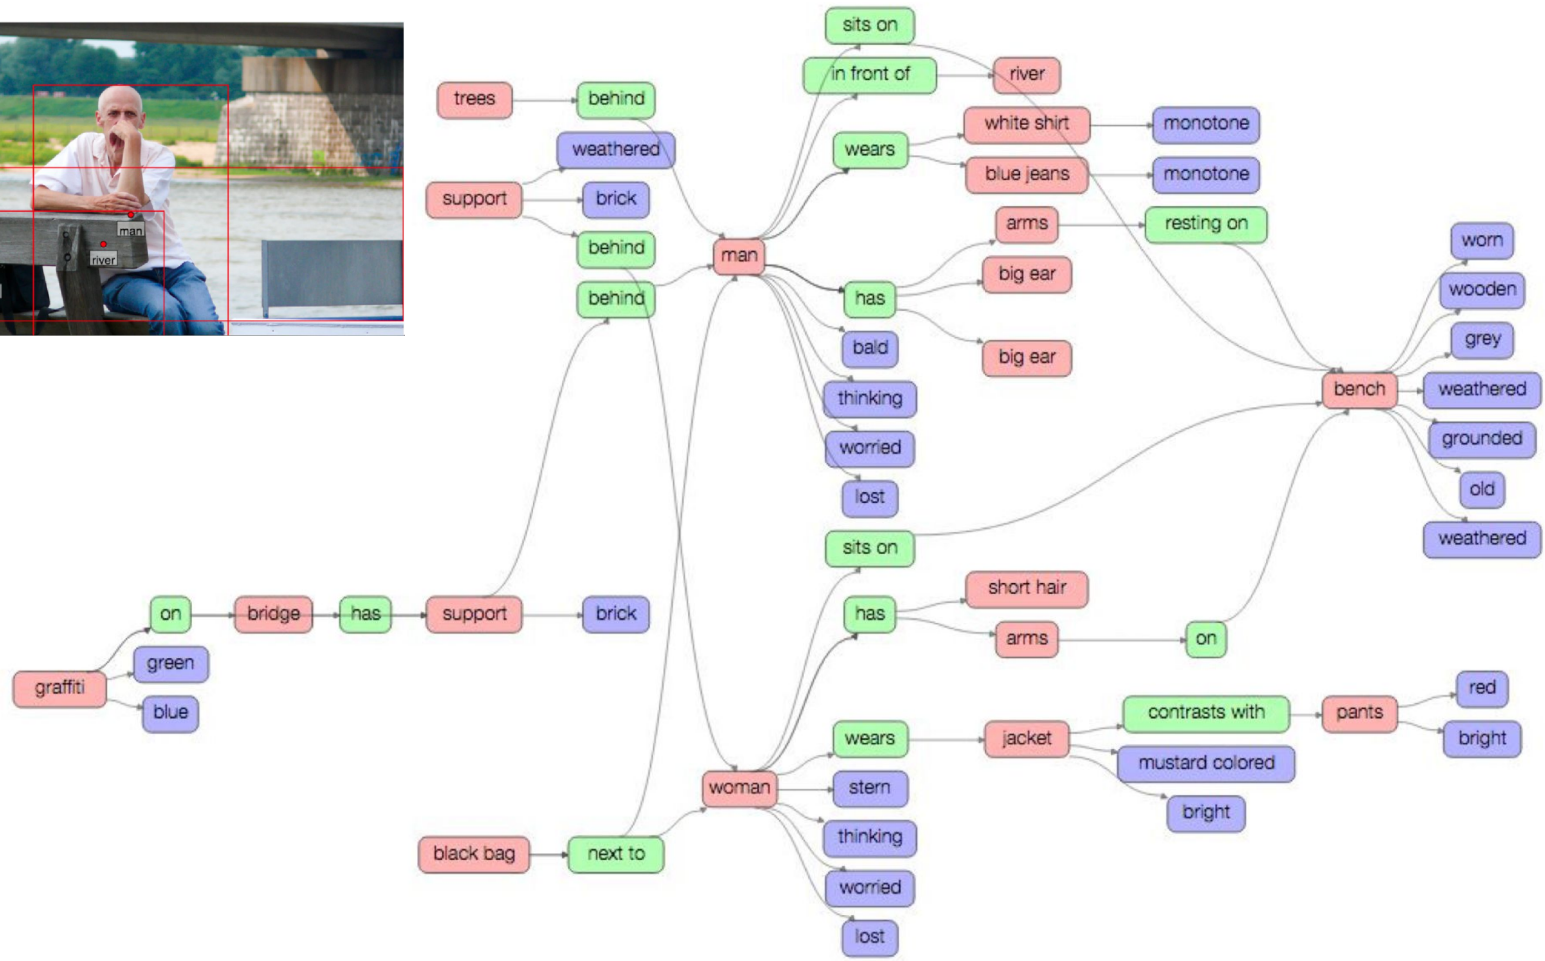 man
river
sits on
in front of
river
trees
behind
white shirt
monotone
weathered
wears
blue jeans
monotone
support
brick
arms
resting on
behind
worn
man
big ear
behind
has
wooden
bald
big ear
grey
thinking
bench
weathered
worried
grounded
lost
old
sits on
weathered
short hair
on
bridge
has
support
brick
has
arms
on
green
graffiti
blue
red
contrasts with
pants
wears
jacket
bright
mustard colored
woman
stern
bright
thinking
black bag
next to
worried
lost